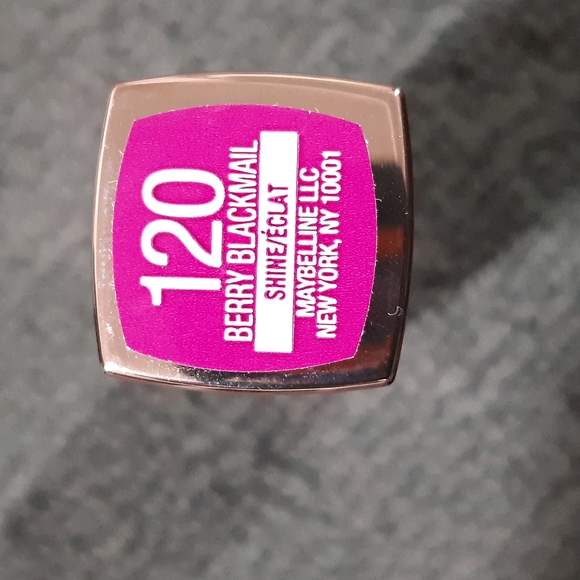 120
BERRY BLACKMAIL
SHINE/ÉCLAT
MAYBELLINE LLC
NEW YORK, NY 10001